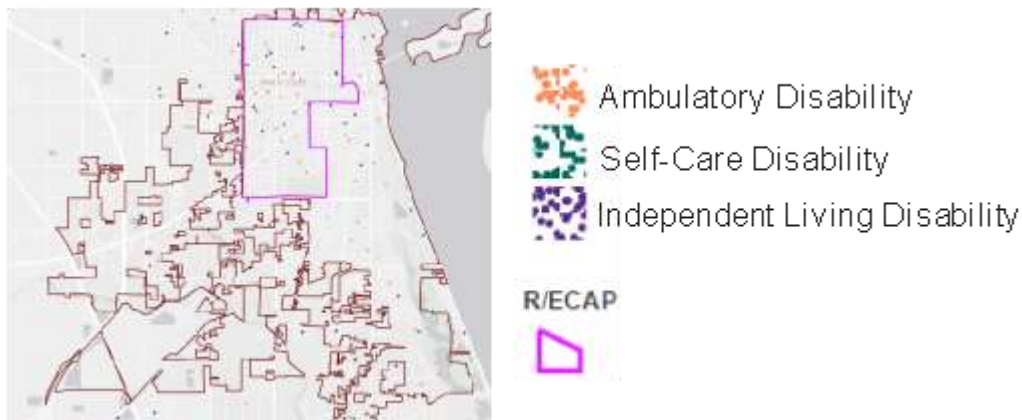 Ambulatory Disability
Self-Care Disability
Independent Living Disability
R/ECAP